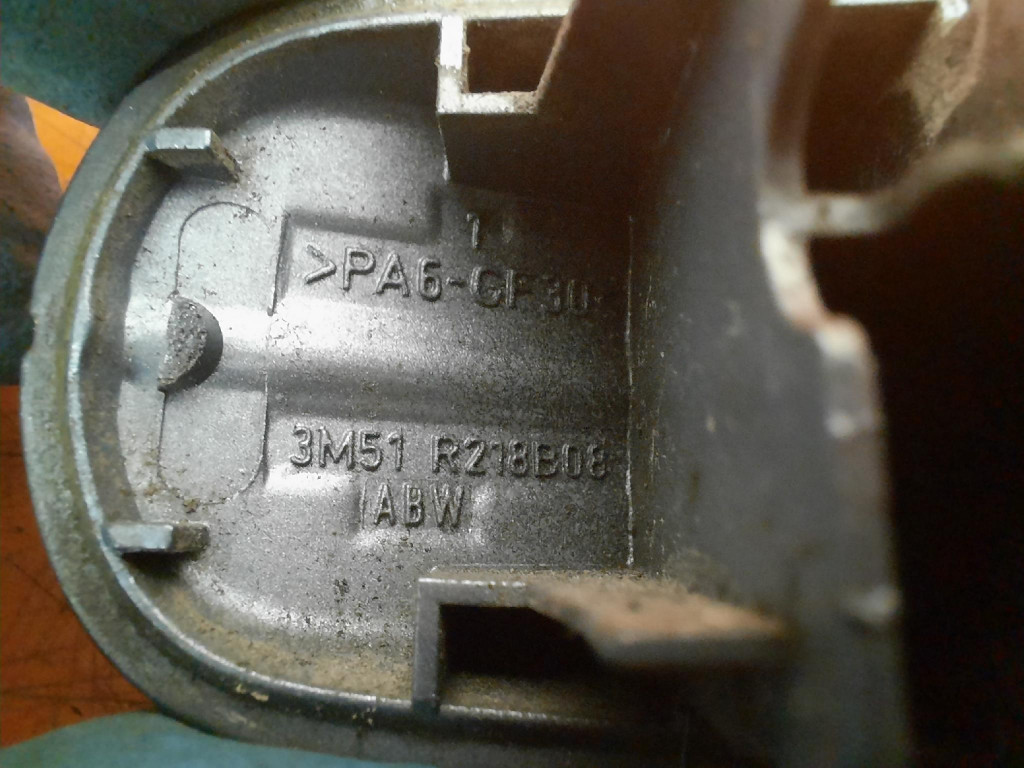 1
>PA6-GF30
3M51 R218B08
ABW